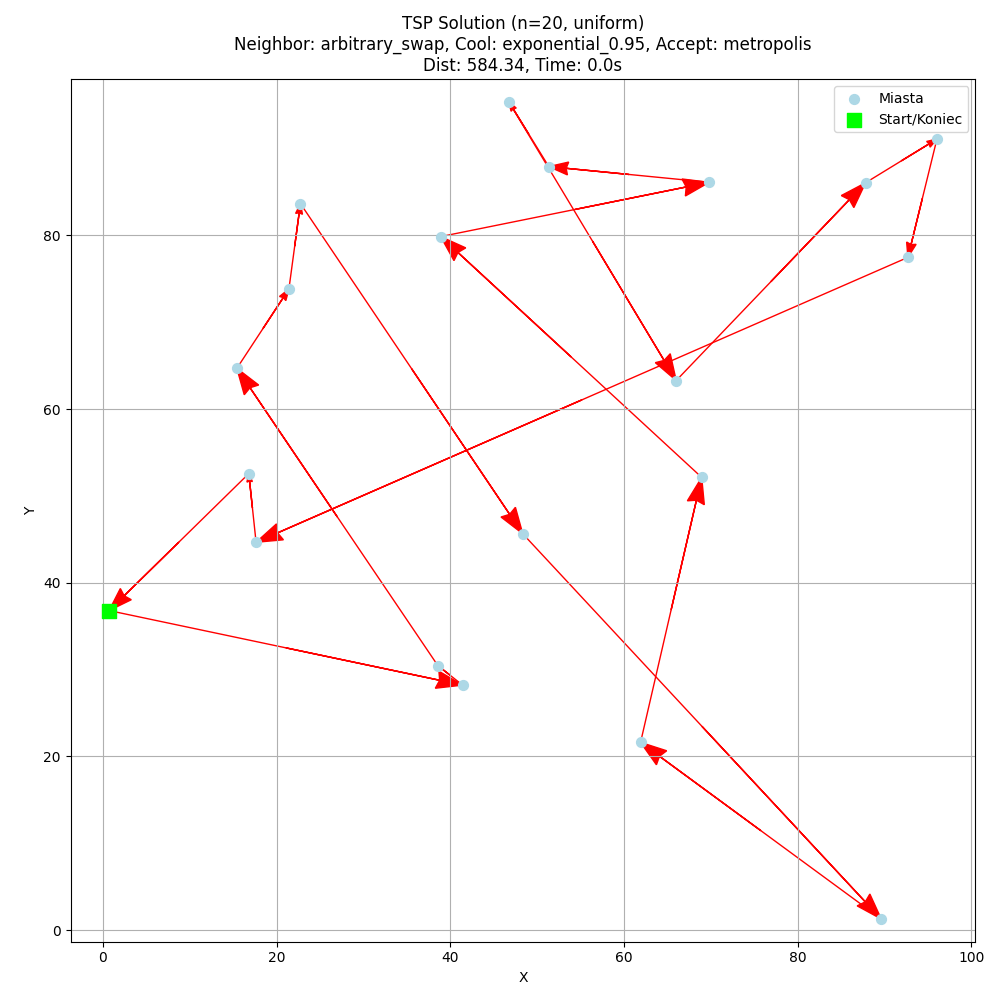 TSP Solution (n=20, uniform)
Neighbor: arbitrary_swap, Cool: exponential_0.95, Accept: metropolis
Dist: 584.34, Time: 0.0s
Miasta
Start/Koniec
80
60
40
20
0
Y
0 20 40 60 80 100
X